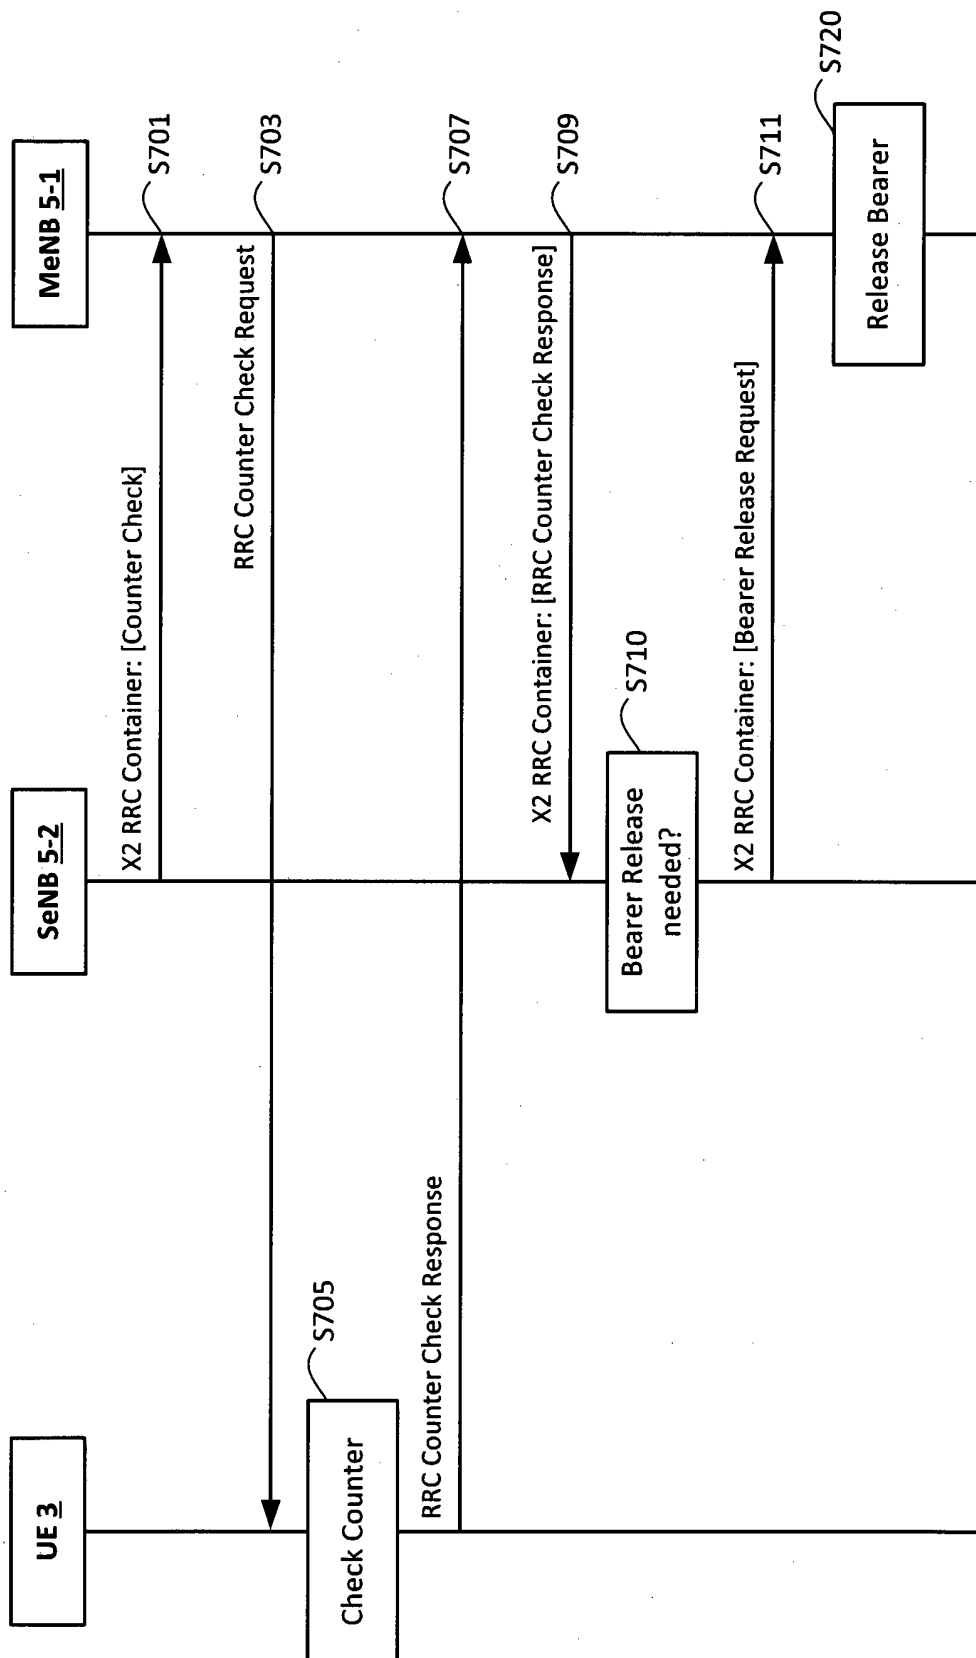 UE 3
SeNB 5-2
MeNB 5-1
X2 RRC Container: [Counter Check]
S701
RRC Counter Check Request
S703
Check Counter
S705
RRC Counter Check Response
S707
X2 RRC Container: [RRC Counter Check Response]
S709
Bearer Release
needed?
S710
X2 RRC Container: [Bearer Release Request]
S711
Release Bearer
S720